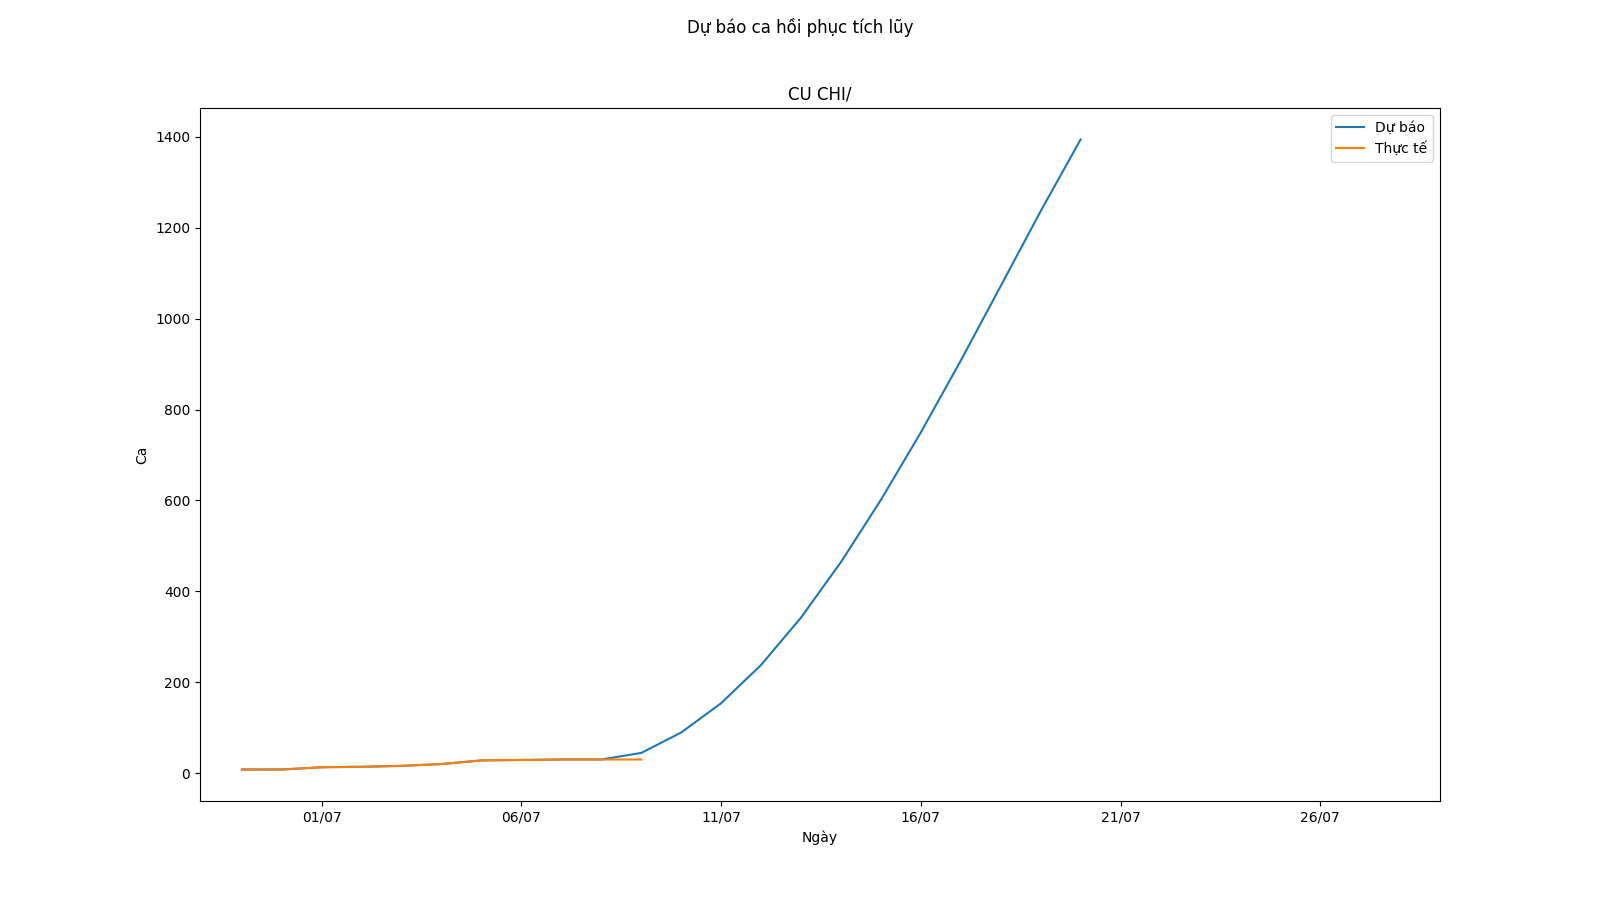 Dự báo ca hồi phục tích lũy
CU CHI/
Dự báo
Thực tế
1400
1200
1000
800
600
400
200
0
Ca
01/07
06/07
11/07
16/07
21/07
26/07
Ngày